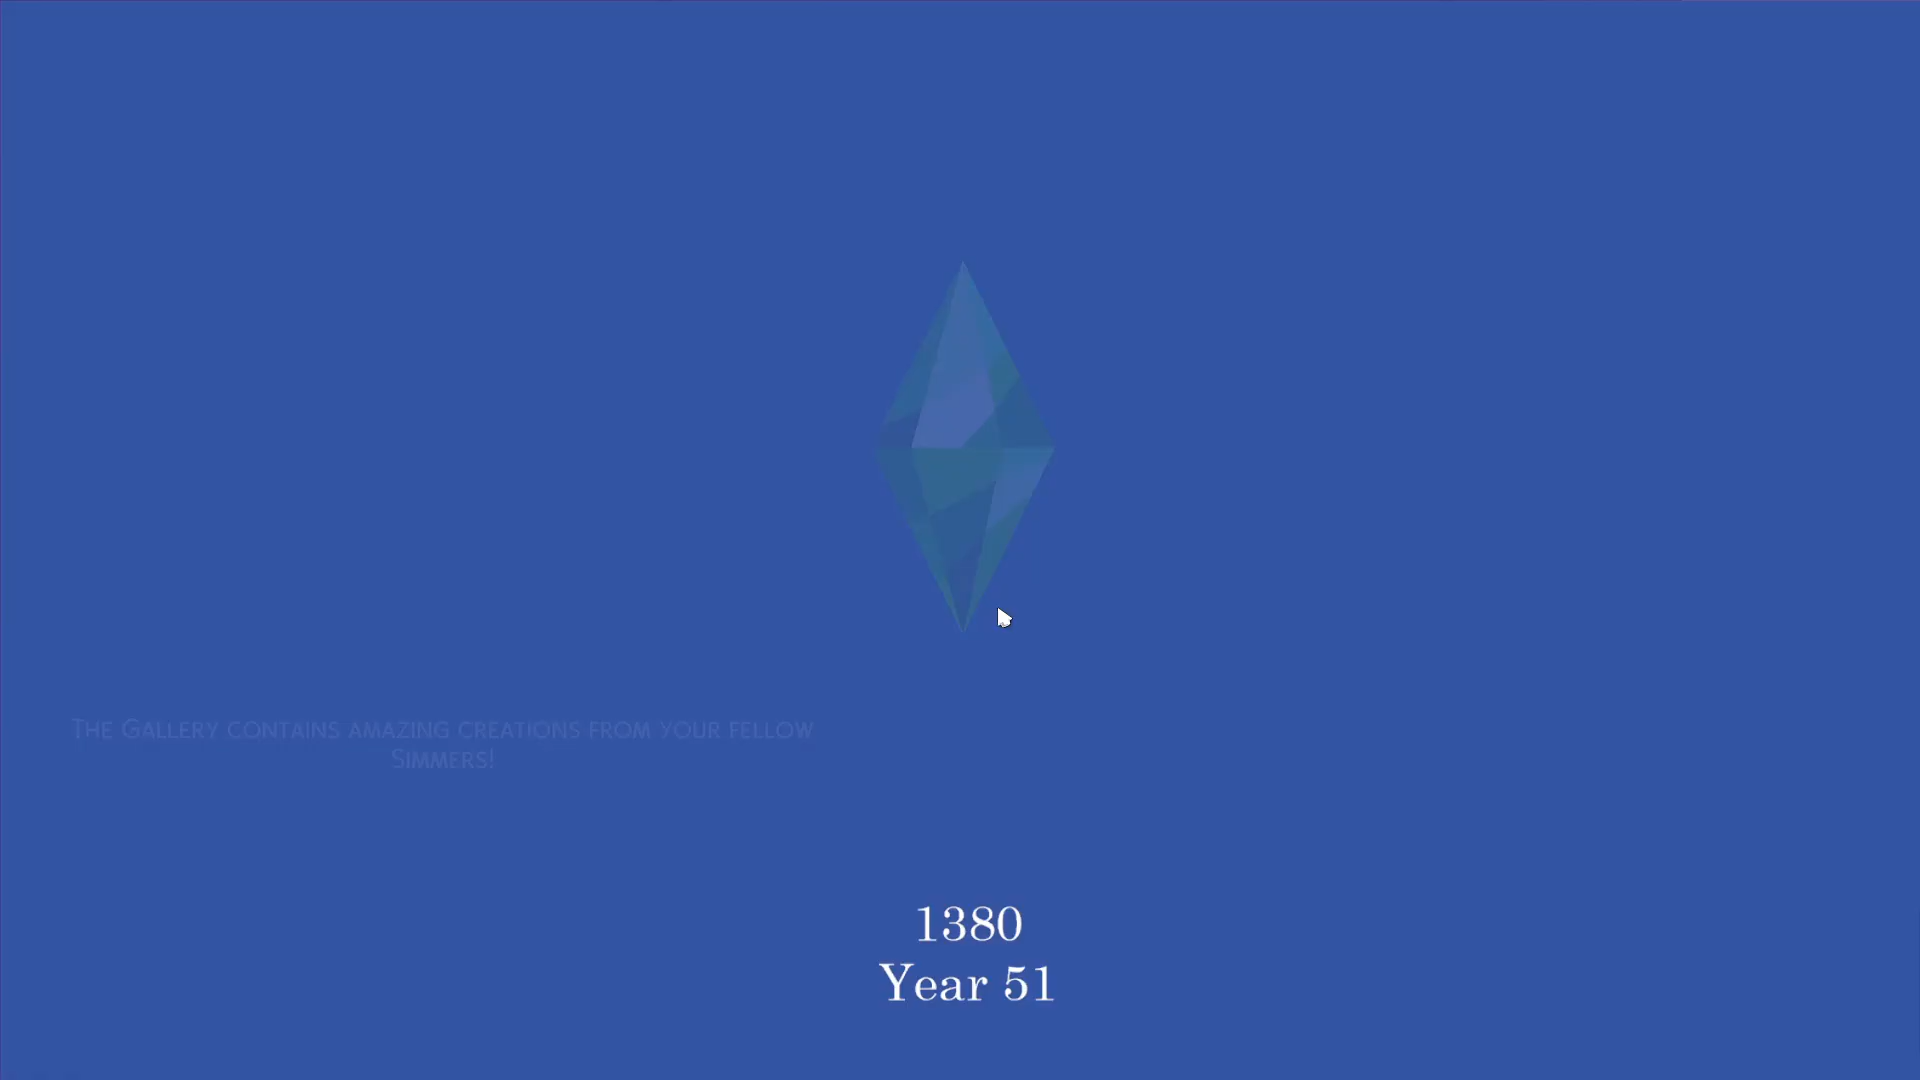 The Gallery contains amazing creations from your fellow
Simmers!
1380
Year 51